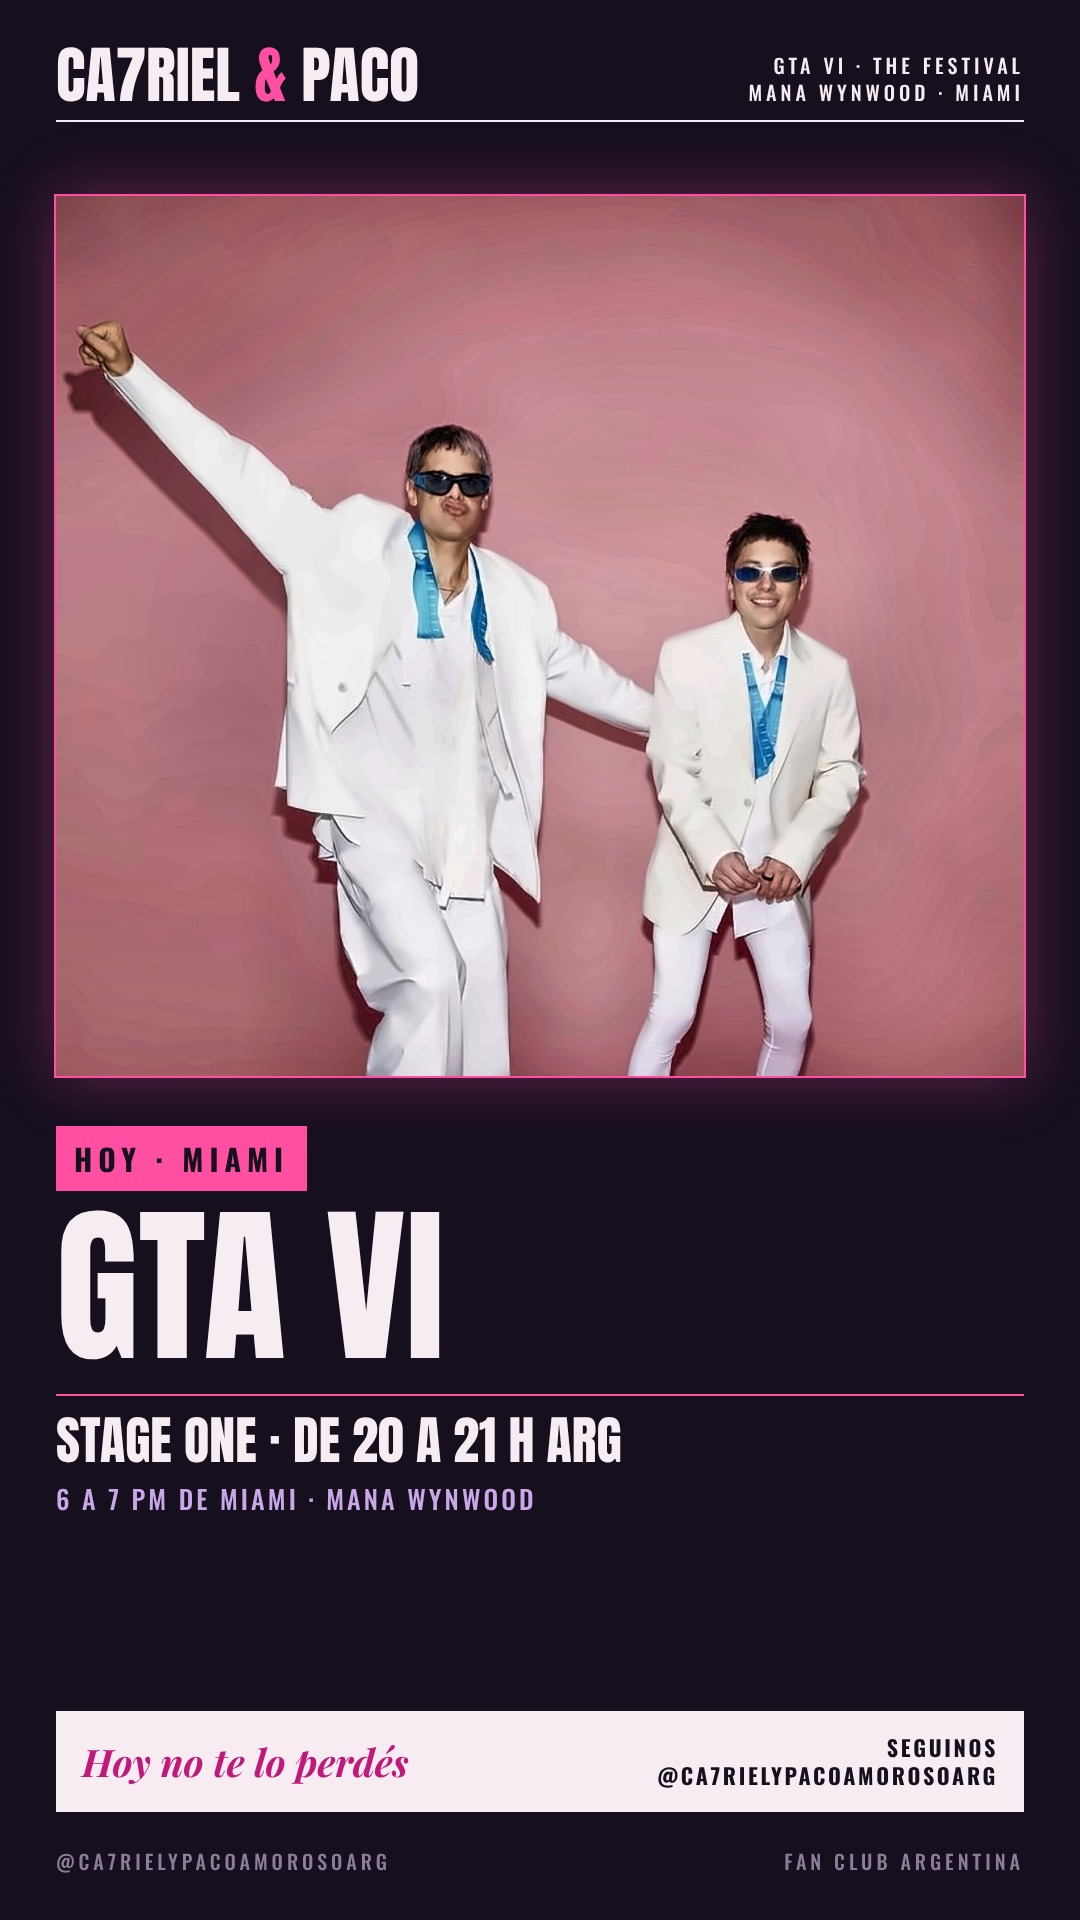 CA7RIEL & PACO
GTA VI · THE FESTIVAL
MANA WYNWOOD · MIAMI
HOY · MIAMI
GTA VI
STAGE ONE · DE 20 A 21 H ARG
6 A 7 PM DE MIAMI · MANA WYNWOOD
Hoy no te lo perdés
SEGUINOS
@CA7RIELYPACOAMOROSOARG
@CA7RIELYPACOAMOROSOARG
FAN CLUB ARGENTINA